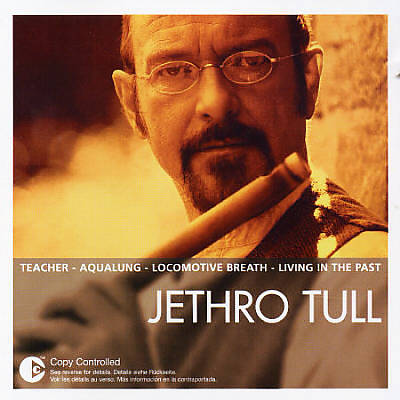 TEACHER - AQUALUNG - LOCOMOTIVE BREATH - LIVING IN THE PAST
JETHRO TULL
Copy Controlled
See reverse for details. Details siehe Rückseite.
Voir les détails au verso. Más información en la contraportada.